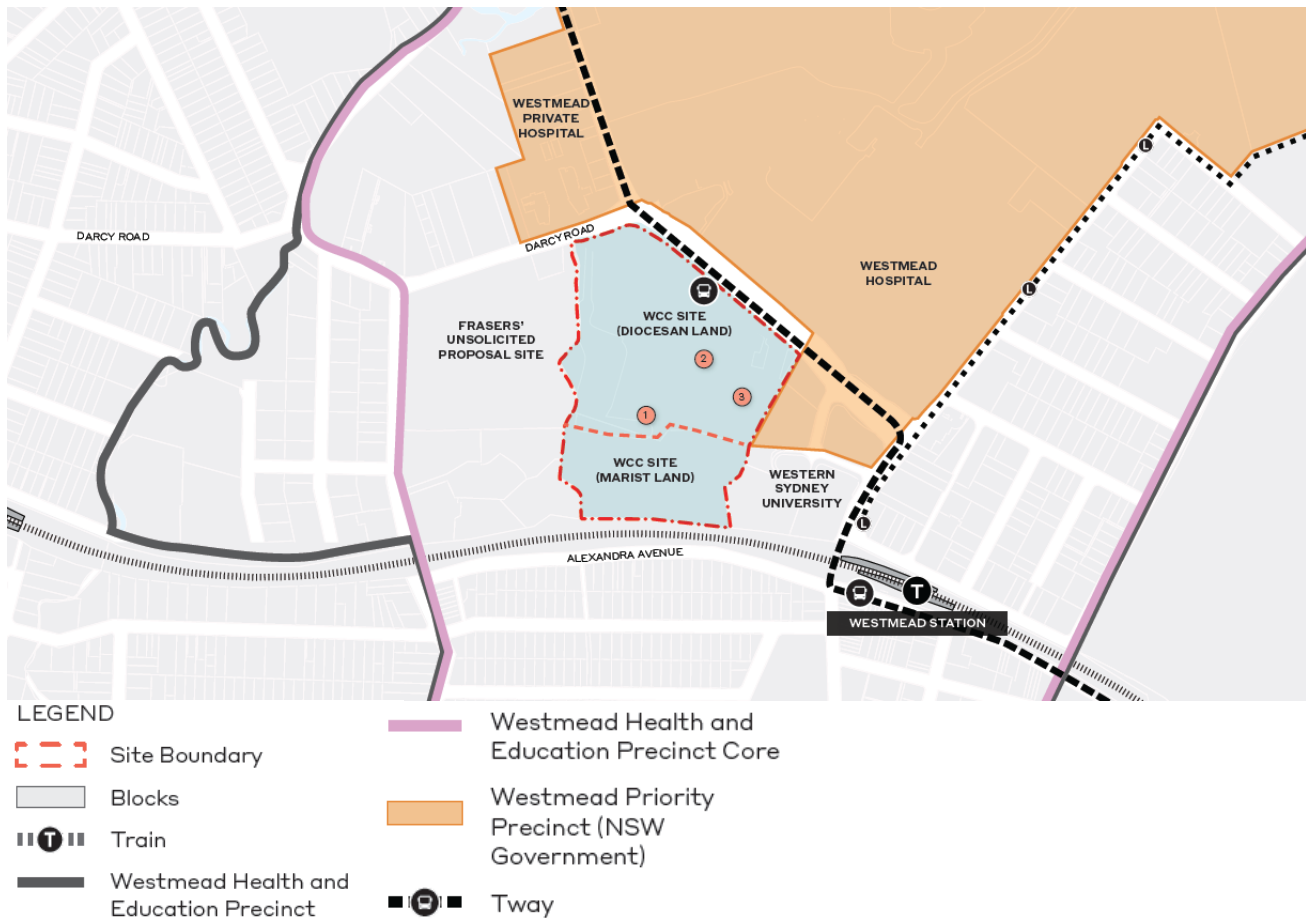 WESTMEAD
PRIVATE
HOSPITAL
L
DARCY ROAD
DARCY ROAD
WESTMEAD
HOSPITAL
L
WCC SITE
(DIOCESAN LAND)
FRASERS’
UNSOLICITED
PROPOSAL SITE
2
3
1
WCC SITE
(MARIST LAND)
WESTERN
SYDNEY
UNIVERSITY
L
ALEXANDRA AVENUE
T
WESTMEAD STATION
LEGEND
Site Boundary
Blocks
T
Train
Westmead Health and
Education Precinct
Westmead Health and
Education Precinct Core
Westmead Priority
Precinct (NSW
Government)
Tway